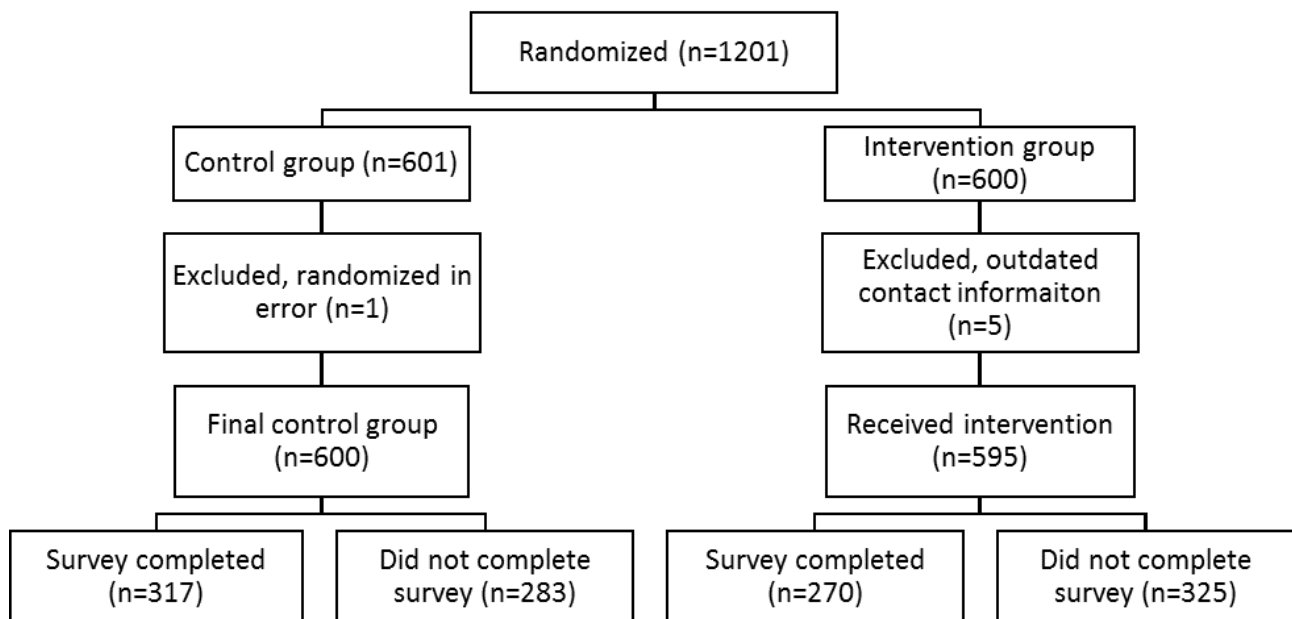 Randomized (n=1201)
Control group (n=601)
Intervention group
(n=600)
Excluded, randomized in
error (n=1)
Excluded, outdated
contact informaiton
(n=5)
Final control group
(n=600)
Received intervention
(n=595)
Survey completed
(n=317)
Did not complete
survey (n=283)
Survey completed
(n=270)
Did not complete
survey (n=325)